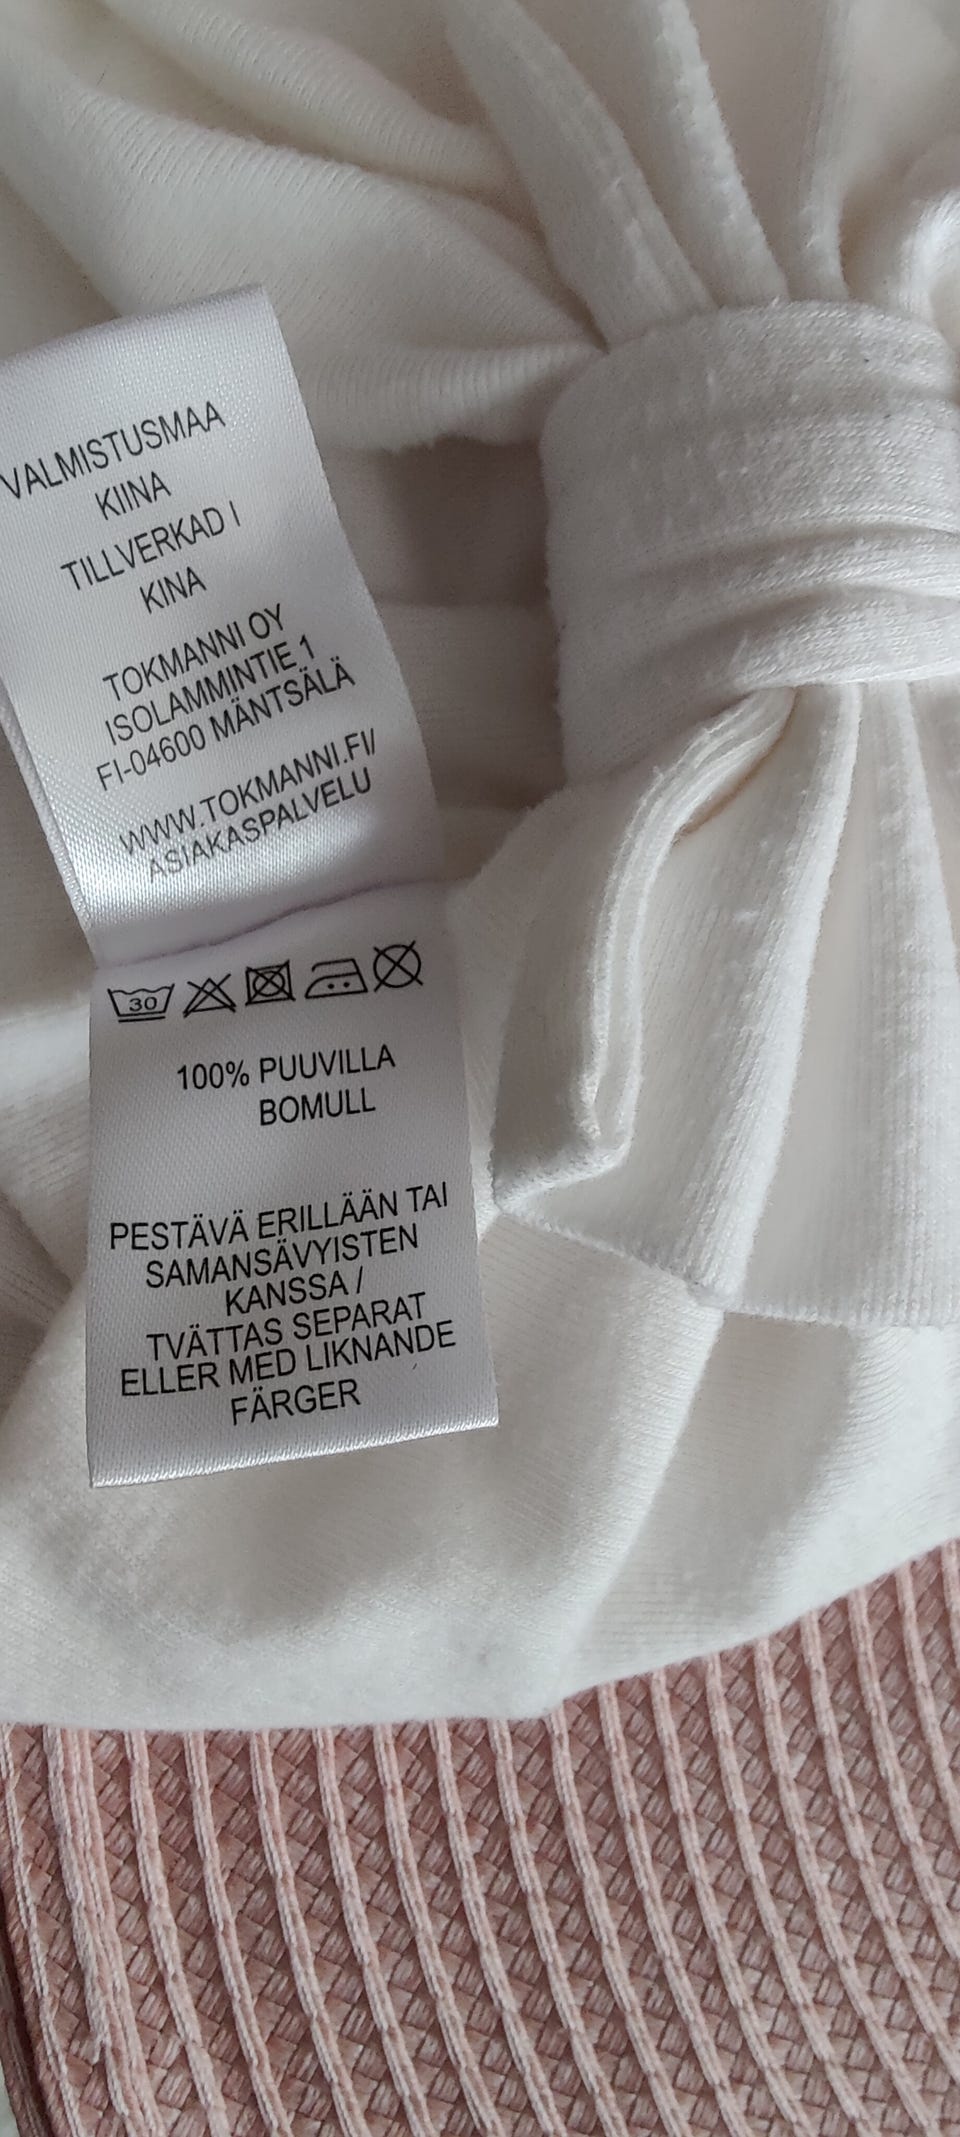 VALMISTUSMAA
KIINA
TILLVERKAD I
KINA
TOKMANNI OY
ISOLAMMINTIE 1
FI-04600 MÄNTSÄLÄ
WWW.TOKMANNI.FI/
ASIAKASPALVELU
30
100% PUUVILLA
BOMULL
PESTÄVÄ ERILLÄÄN TAI
SAMANSÄVYISTEN
KANSSA /
TVÄTTAS SEPARAT
ELLER MED LIKNANDE
FÄRGER